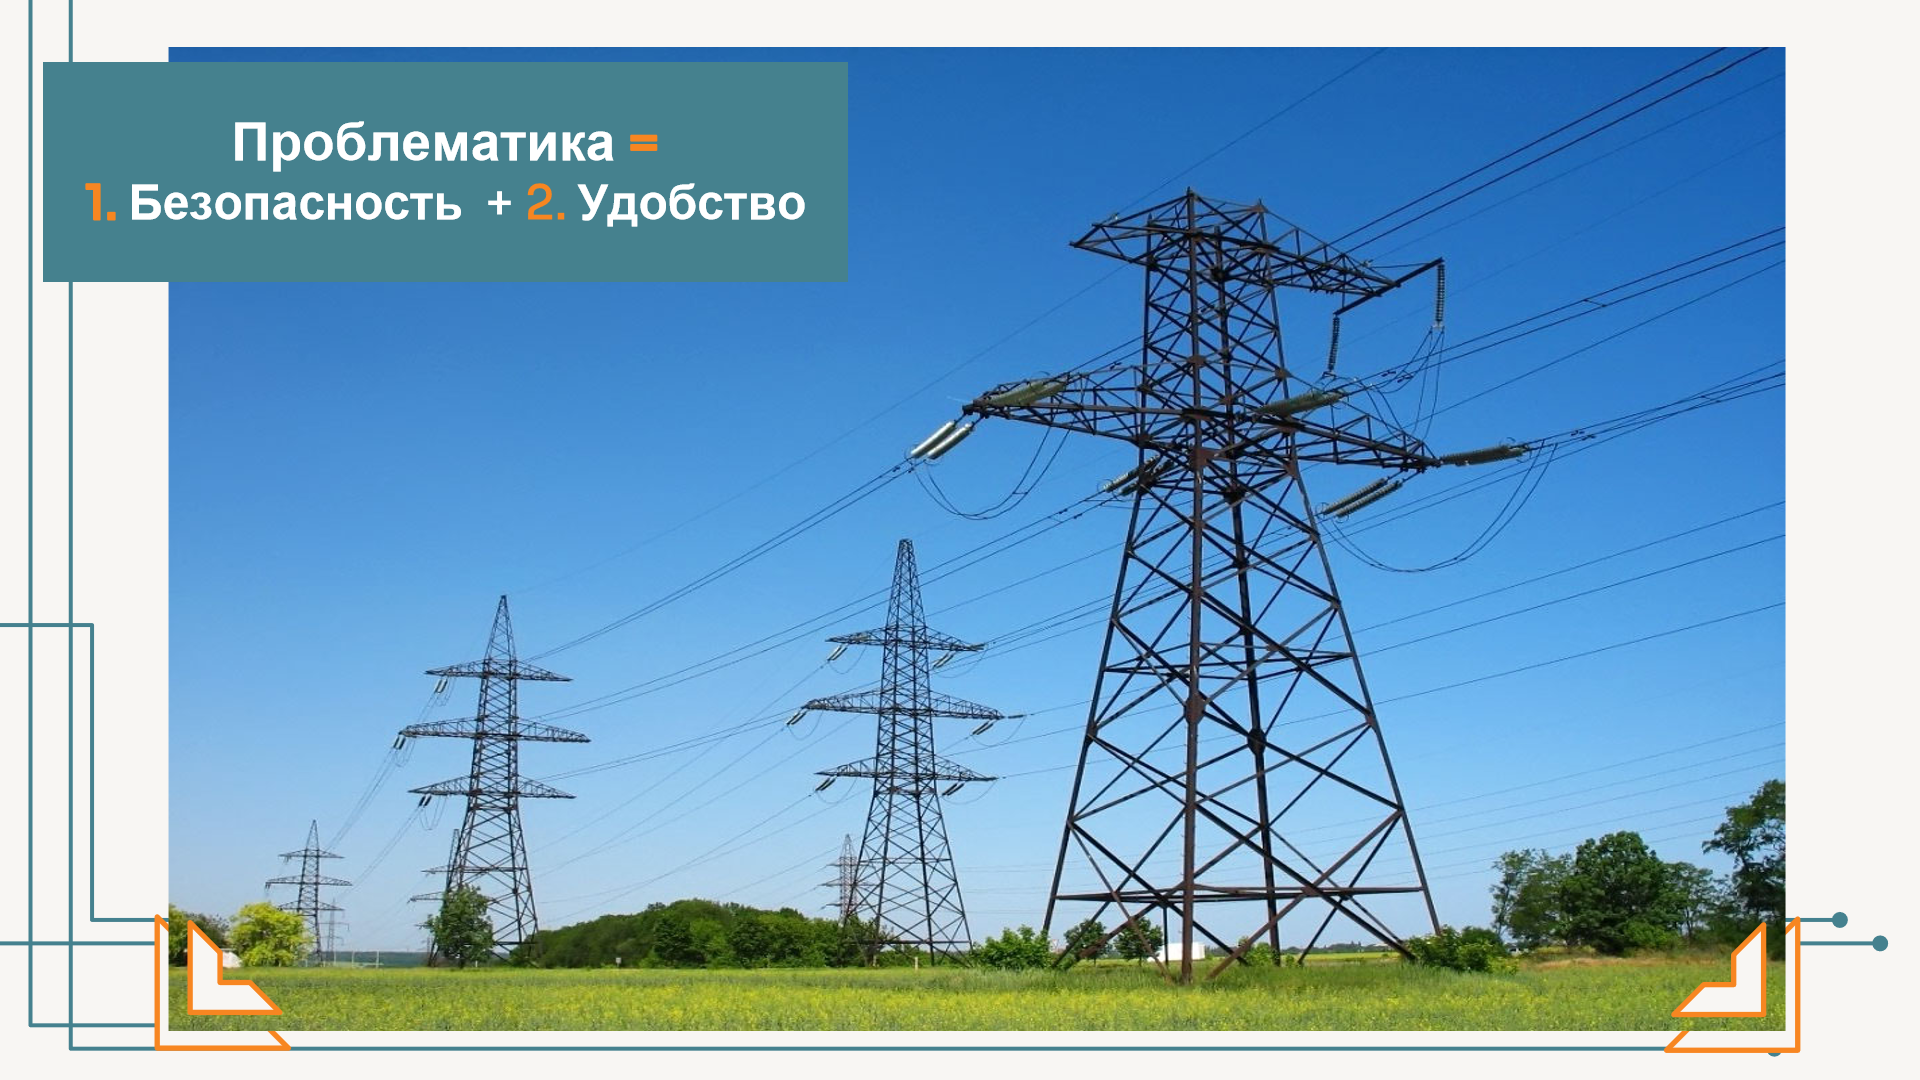 Проблематика =
1. Безопасность + 2. Удобство